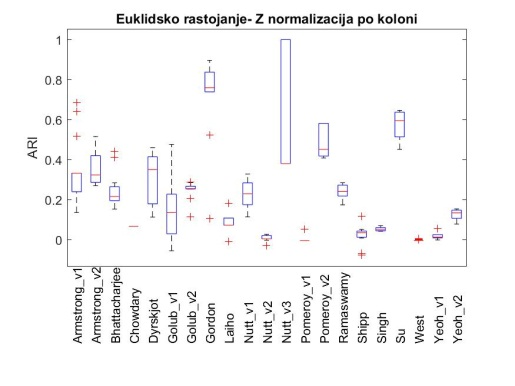 Euklidsko rastojanje- Z normalizacija po koloni
1
0.8
0.6
0.4
0.2
0
ARI
Armstrong_v1
Armstrong_v2
Bhattacharjee
Chowdary
Dyrskjot
Golub_v1
Golub_v2
Gordon
Laiho
Nutt_v1
Nutt_v2
Nutt_v3
Pomeroy_v1
Pomeroy_v2
Ramaswamy
Shipp
Singh
Su
West
Yeoh_v1
Yeoh_v2